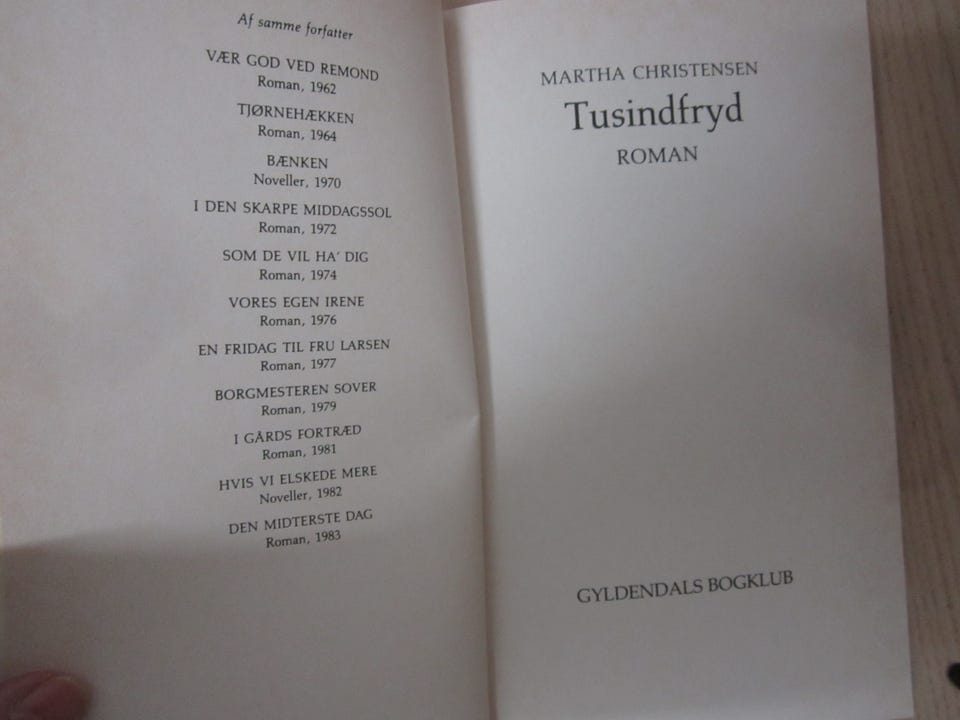 Af samme forfatter
VÆR GOD VED REMOND
Roman, 1962
TJØRNEHÆKKEN
Roman, 1964
BÆNKEN
Noveller, 1970
I DEN SKARPE MIDDAGSSOL
Roman, 1972
SOM DE VIL HA' DIG
Roman, 1974
VORES EGEN IRENE
Roman, 1976
EN FRIDAG TIL FRU LARSEN
Roman, 1977
BORGMESTEREN SOVER
Roman, 1979
I GÅRDS FORTRÆD
Roman, 1981
HVIS VI ELSKEDE MERE
Noveller, 1982
DEN MIDTERSTE DAG
Roman, 1983
MARTHA CHRISTENSEN
Tusindfryd
ROMAN
GYLDENDALS BOGKLUB